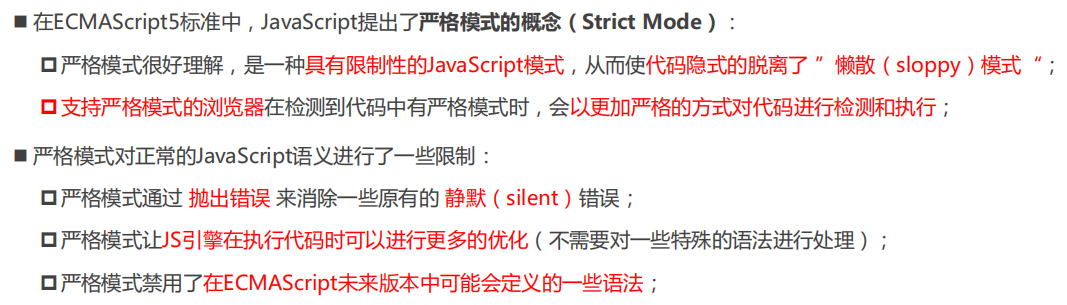 ■ 在ECMAScript5标准中，JavaScript提出了严格模式的概念（Strict Mode）：
严格模式很好理解，是一种具有限制性的JavaScript模式，从而使代码隐式的脱离了 ” 懒散（sloppy）模式 “；
支持严格模式的浏览器在检测到代码中有严格模式时，会以更加严格的方式对代码进行检测和执行；
■ 严格模式对正常的JavaScript语义进行了一些限制：
严格模式通过 抛出错误 来消除一些原有的 静默（silent）错误；
严格模式让JS引擎在执行代码时可以进行更多的优化（不需要对一些特殊的语法进行处理）；
严格模式禁用了在ECMAScript未来版本中可能会定义的一些语法；